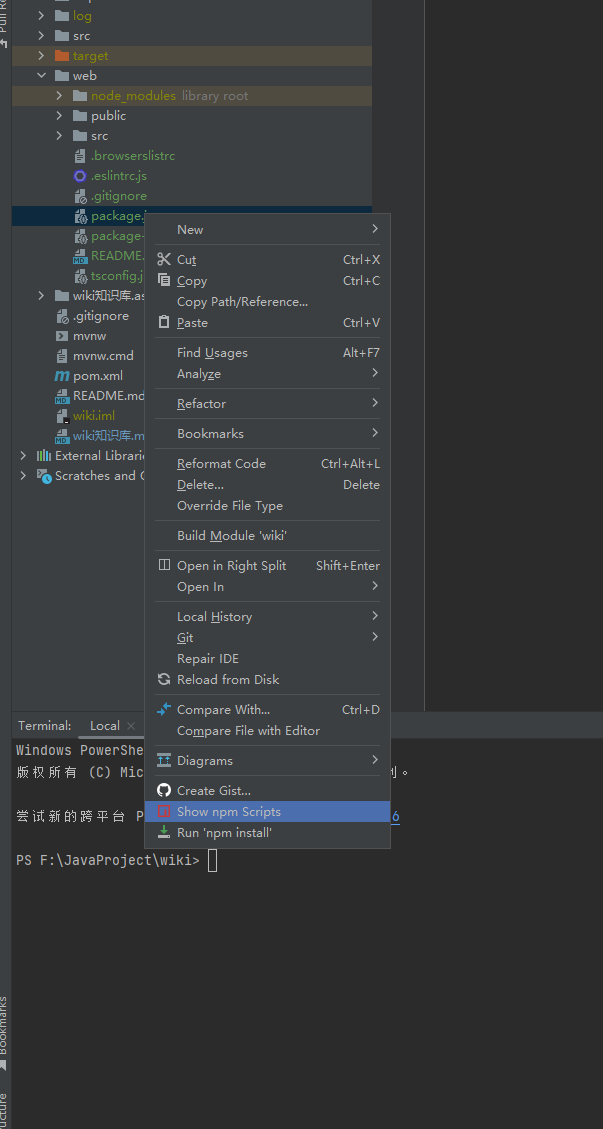 log
src
target
web
node_modules library root
public
src
.browserslistrc
.eslintrc.js
.gitignore
package.j
package-
README.
tsconfig.j
wiki知识库.as
.gitignore
mvnw
mvnw.cmd
pom.xml
README.md
wiki.iml
wiki知识库.m
External Librari
Scratches and C
New
Cut Ctrl+X
Copy Ctrl+C
Copy Path/Reference...
Paste Ctrl+V
Find Usages Alt+F7
Analyze
Refactor
Bookmarks
Reformat Code Ctrl+Alt+L
Delete... Delete
Override File Type
Build Module 'wiki'
Open in Right Split Shift+Enter
Open In
Local History
Git
Repair IDE
Reload from Disk
Compare With... Ctrl+D
Compare File with Editor
Diagrams
Create Gist...
Show npm Scripts
Run 'npm install'
Terminal: Local
Windows PowerShe
版权所有 (C) Mic 。
尝试新的跨平台 P 6
PS F:\JavaProject\wiki>
Bookmarks
ucture